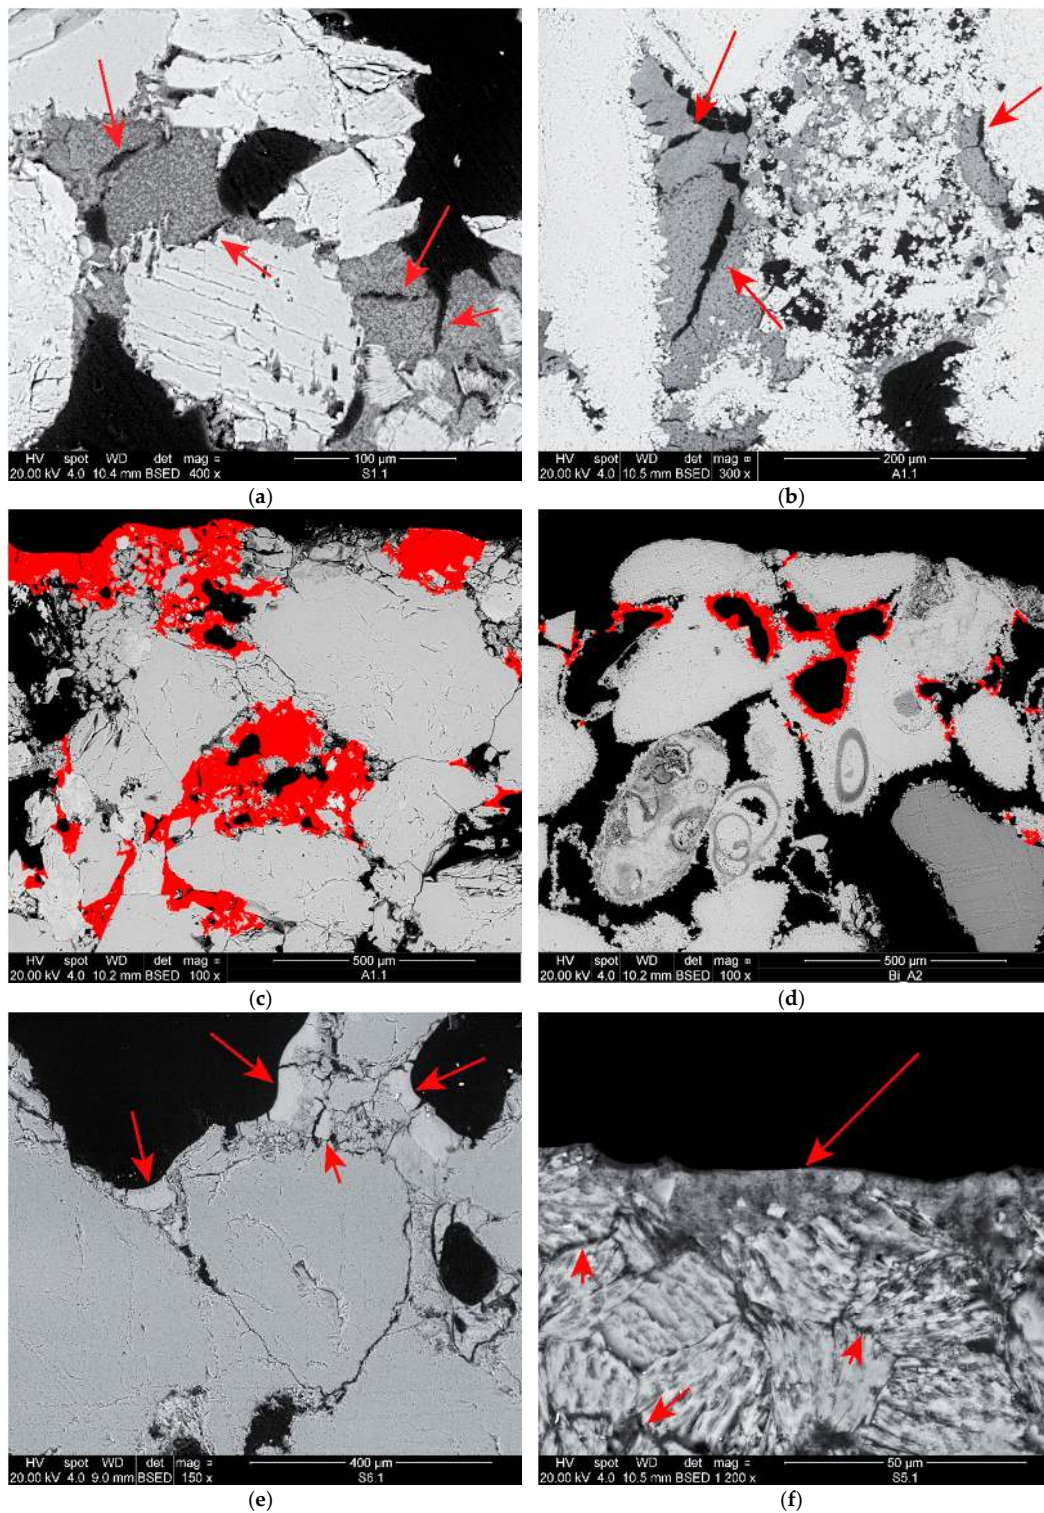 HV spot WD det mag ≡ 100 µm
20.00 kV 4.0 10.4 mm BSED 400 x S1.1
(a)
HV spot WD det mag ≡ 200 µm
20.00 kV 4.0 10.5 mm BSED 300 x A1.1
(b)
HV spot WD det mag ≡ 500 µm
20.00 kV 4.0 10.2 mm BSED 100 x A1.1
(c)
HV spot WD det mag ≡ 500 µm
20.00 kV 4.0 10.2 mm BSED 100 x Bi_A2
(d)
HV spot WD det mag ≡ 400 µm
20.00 kV 4.0 9.0 mm BSED 150 x S6.1
(e)
HV spot WD det mag ≡ 50 µm
20.00 kV 4.0 10.5 mm BSED 1 200 x S5.1
(f)